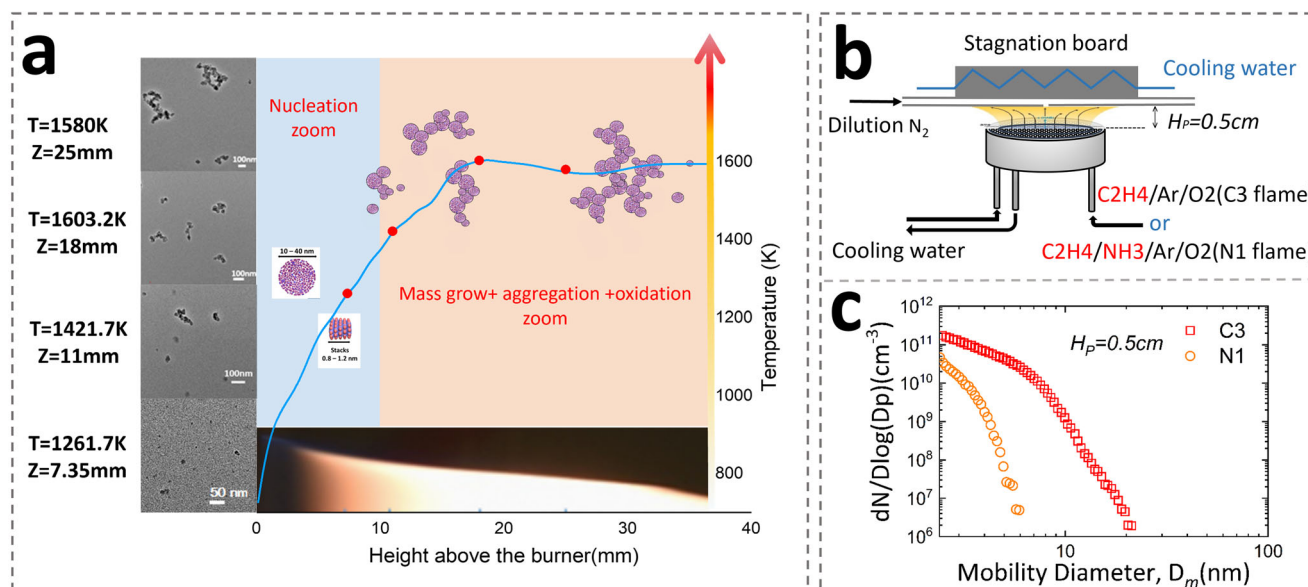 a
T=1580K
Z=25mm
T=1603.2K
Z=18mm
T=1421.7K
Z=11mm
T=1261.7K
Z=7.35mm
100nm
100nm
100nm
50 nm
Nucleation
zoom
10 – 40 nm
Stacks
0.8 – 1.2 nm
Mass grow+ aggregation +oxidation
zoom
1600
1400
1200
1000
800
Temperature (K)
0
10
20
30
40
Height above the burner(mm)
b
Stagnation board
Cooling water
Dilution N2
HP=0.5cm
C2H4/Ar/O2(C3 flame
or
Cooling water
C2H4/NH3/Ar/O2(N1 flame
c
10^12
10^11
10^10
10^9
10^8
10^7
10^6
dN/Dlog(Dp)(cm-3)
HP=0.5cm
C3
N1
10
100
Mobility Diameter, Dm(nm)